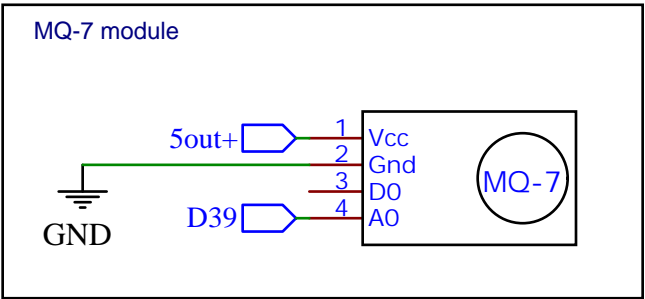 MQ-7 module
5out+ 1 Vcc
2 Gnd
3 D0
D39 4 A0
MQ-7
GND